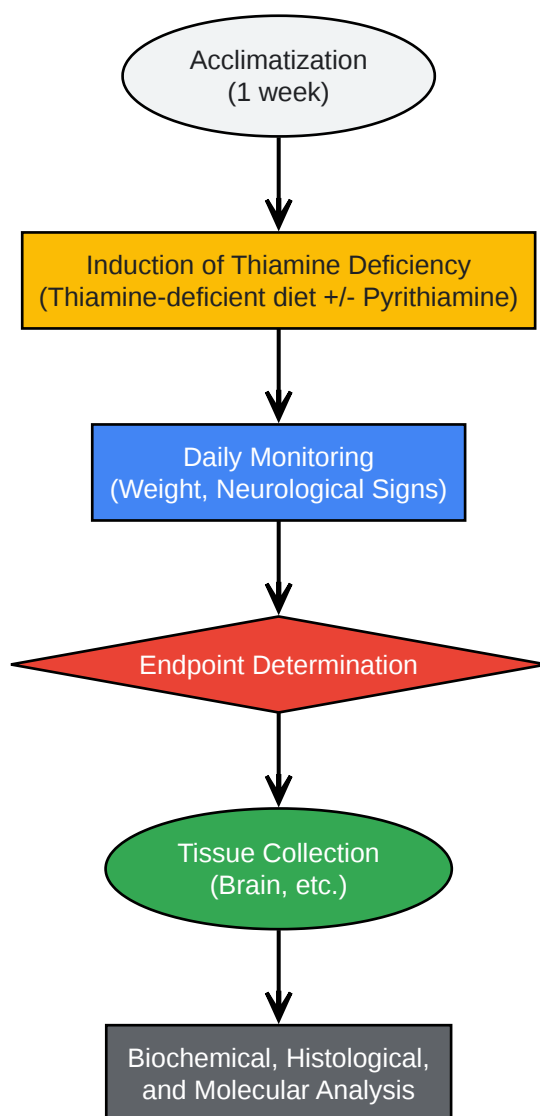 Acclimatization
(1 week)
Induction of Thiamine Deficiency
(Thiamine-deficient diet +/- Pyrithiamine)
Daily Monitoring
(Weight, Neurological Signs)
Endpoint Determination
Tissue Collection
(Brain, etc.)
Biochemical, Histological,
and Molecular Analysis